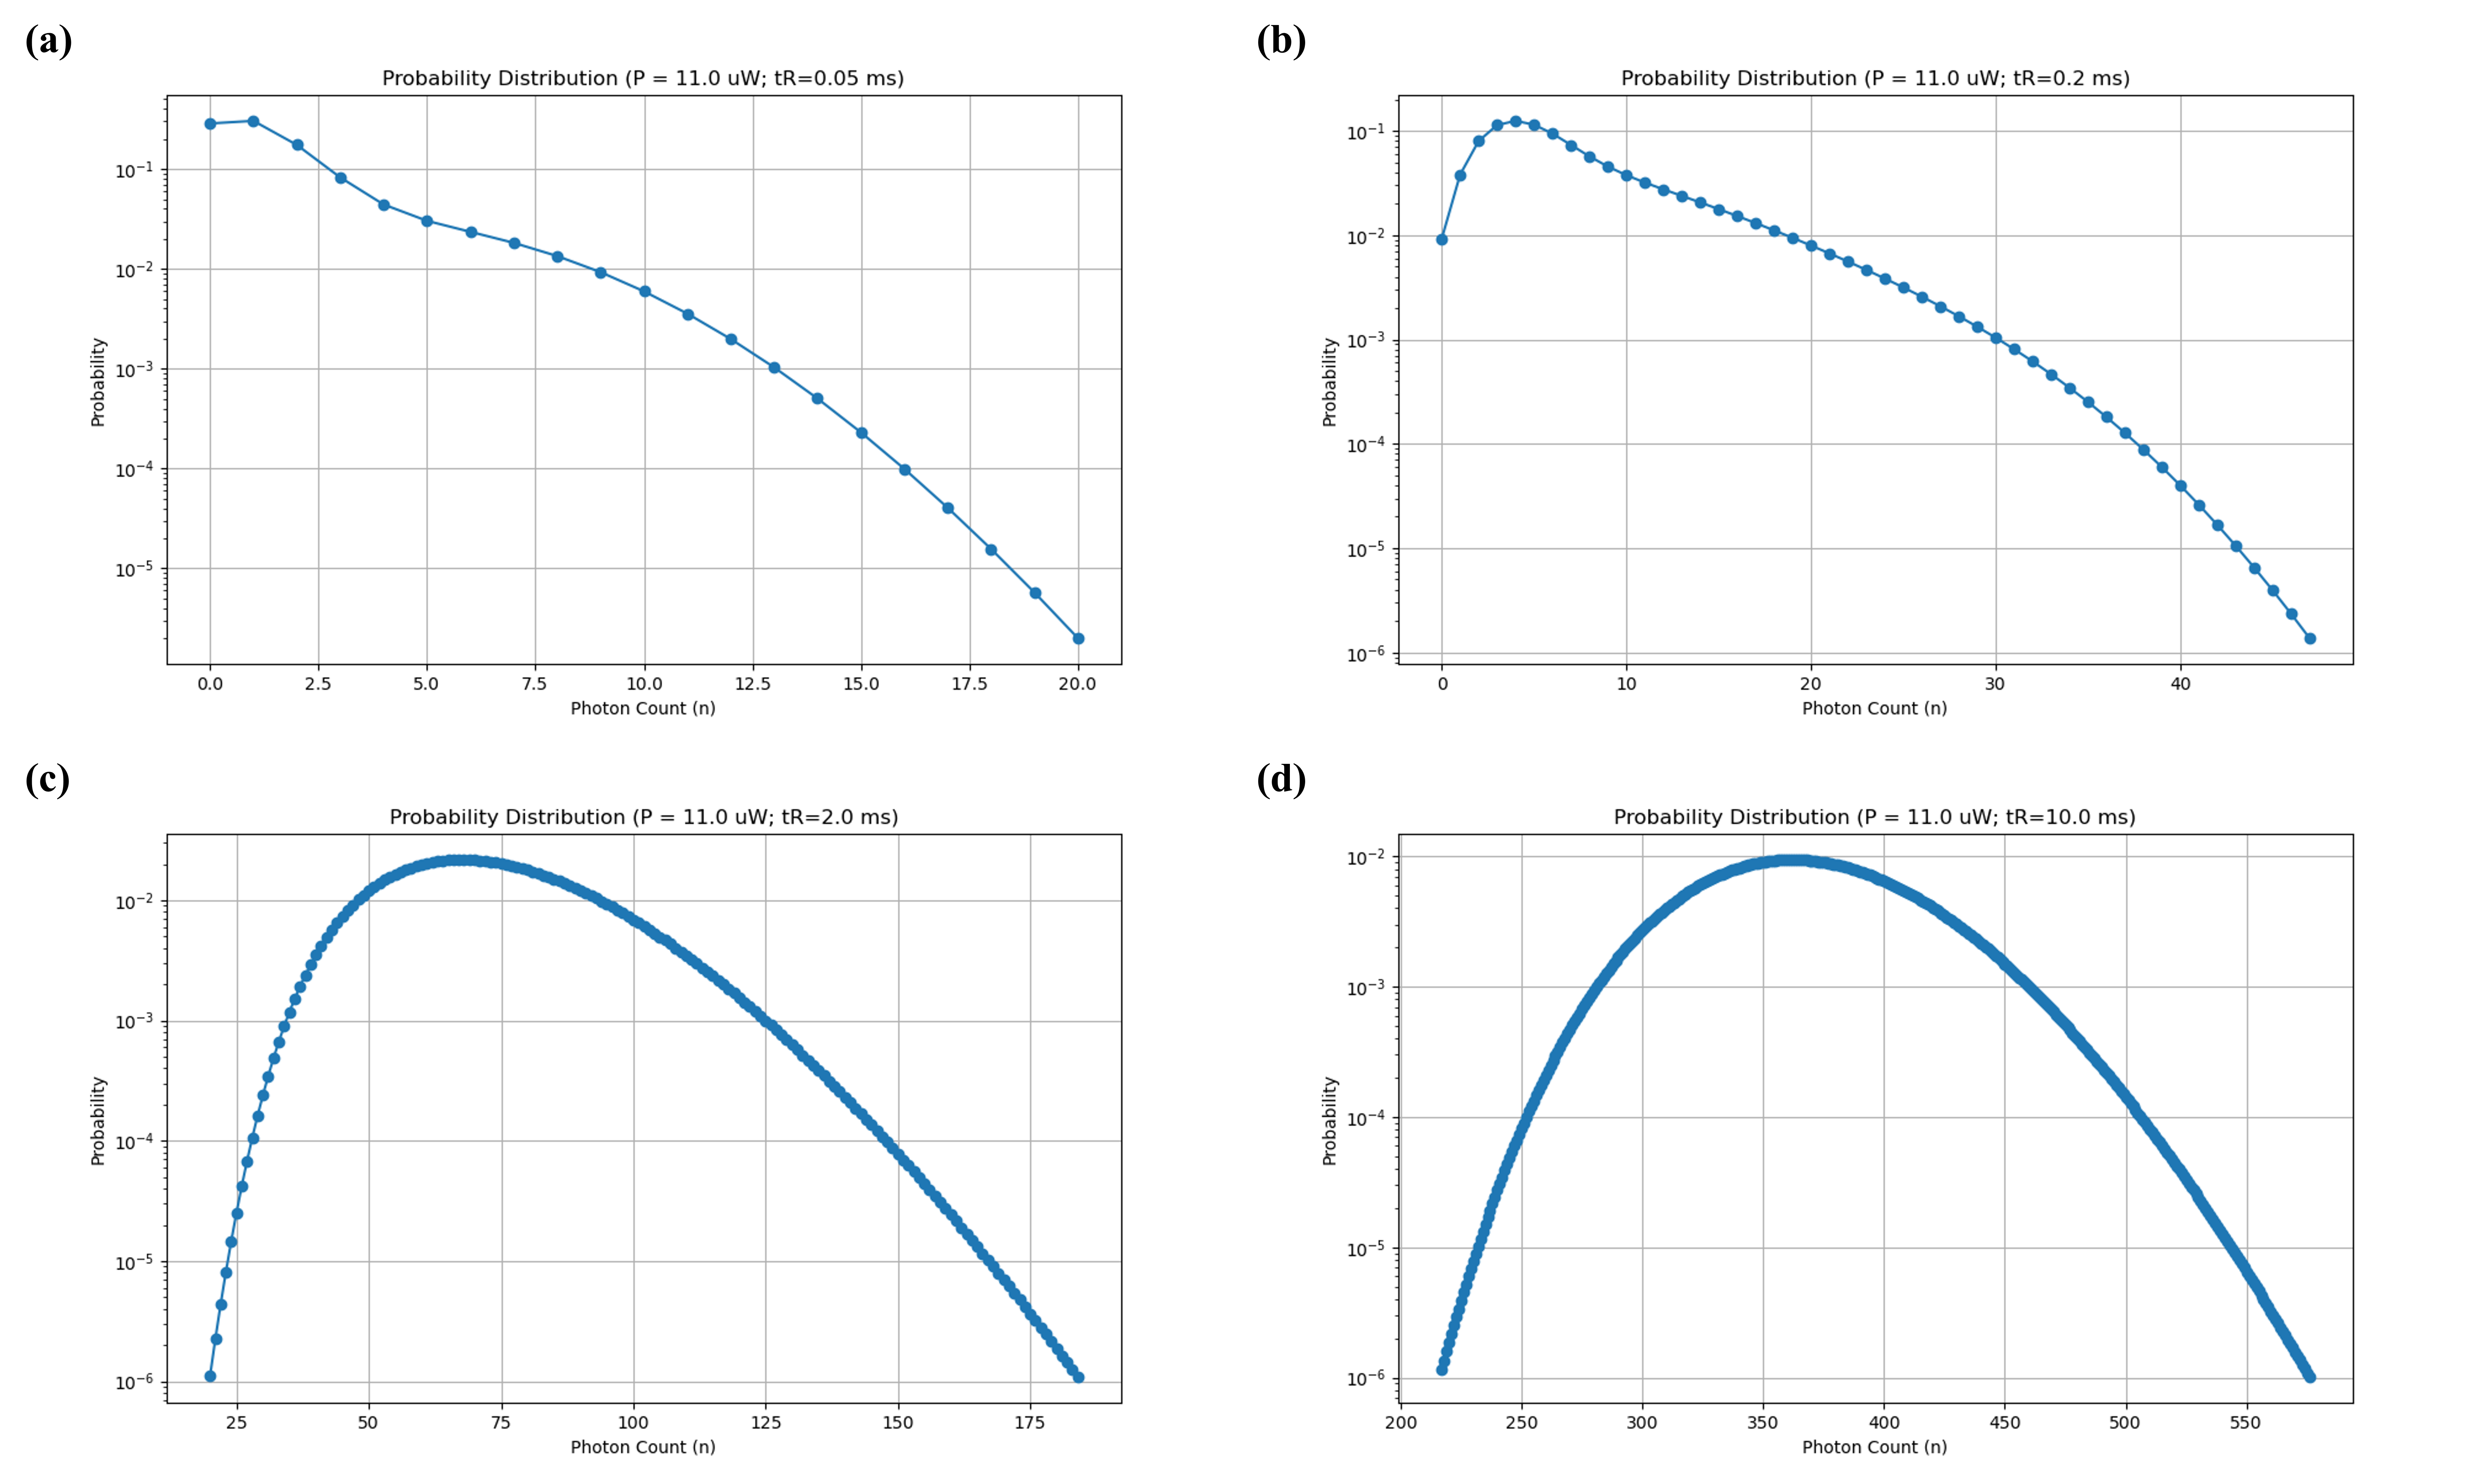 (a)
Probability Distribution (P = 11.0 uW; tR=0.05 ms)
10⁻¹
10⁻²
10⁻³
10⁻⁴
10⁻⁵
Probability
0.0 2.5 5.0 7.5 10.0 12.5 15.0 17.5 20.0
Photon Count (n)
(b)
Probability Distribution (P = 11.0 uW; tR=0.2 ms)
10⁻¹
10⁻²
10⁻³
10⁻⁴
10⁻⁵
10⁻⁶
Probability
0 10 20 30 40
Photon Count (n)
(c)
Probability Distribution (P = 11.0 uW; tR=2.0 ms)
10⁻²
10⁻³
10⁻⁴
10⁻⁵
10⁻⁶
Probability
25 50 75 100 125 150 175
Photon Count (n)
(d)
Probability Distribution (P = 11.0 uW; tR=10.0 ms)
10⁻²
10⁻³
10⁻⁴
10⁻⁵
10⁻⁶
Probability
200 250 300 350 400 450 500 550
Photon Count (n)